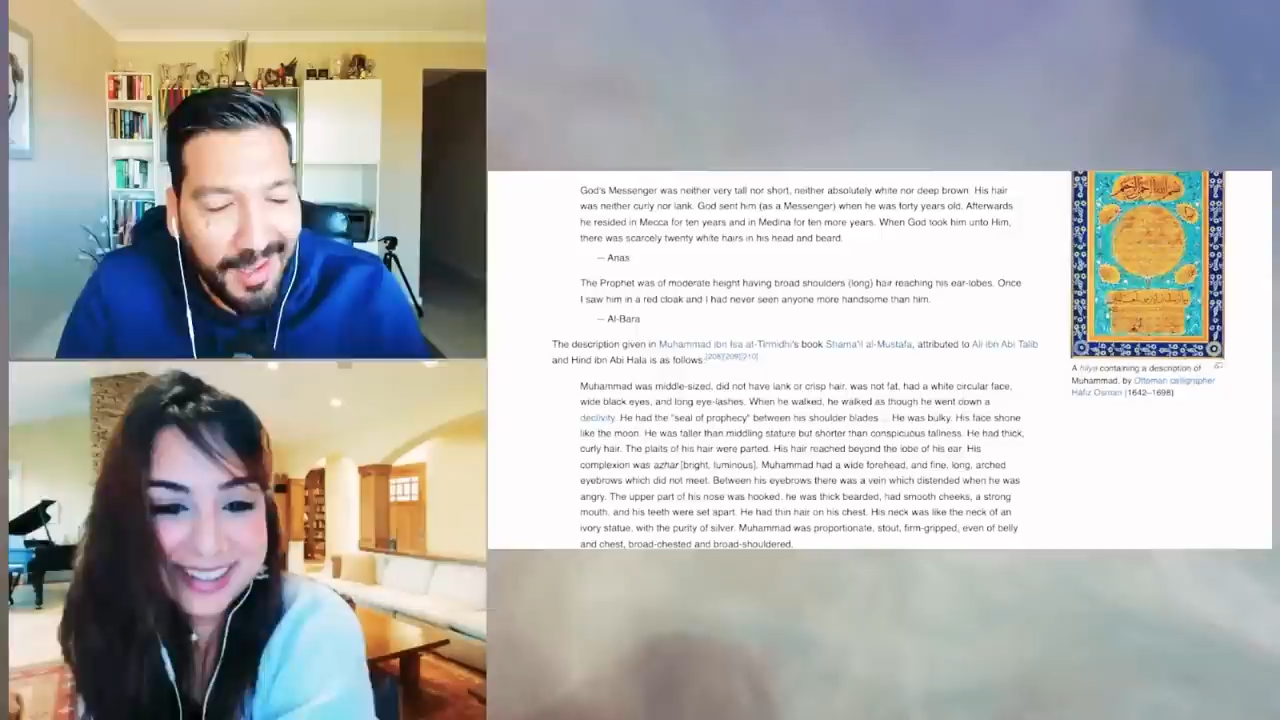 God's Messenger was neither very tall nor short, neither absolutely white nor deep brown. His hair
was neither curly nor lank. God sent him (as a Messenger) when he was forty years old. Afterwards
he resided in Mecca for ten years and in Medina for ten more years. When God took him unto Him,
there was scarcely twenty white hairs in his head and beard.
— Anas
The Prophet was of moderate height having broad shoulders (long) hair reaching his ear-lobes. Once
I saw him in a red cloak and I had never seen anyone more handsome than him.
— Al-Bara
The description given in Muhammad ibn Isa at-Tirmidhi's book Shama'il al-Mustafa, attributed to Ali ibn Abi Talib
and Hind ibn Abi Hala is as follows:[208][209][210]
Muhammad was middle-sized, did not have lank or crisp hair, was not fat, had a white circular face,
wide black eyes, and long eye-lashes. When he walked, he walked as though he went down a
declivity. He had the "seal of prophecy" between his shoulder blades ... He was bulky. His face shone
like the moon. He was taller than middling stature but shorter than conspicuous tallness. He had thick,
curly hair. The plaits of his hair were parted. His hair reached beyond the lobe of his ear. His
complexion was azhar [bright, luminous]. Muhammad had a wide forehead, and fine, long, arched
eyebrows which did not meet. Between his eyebrows there was a vein which distended when he was
angry. The upper part of his nose was hooked, he was thick bearded, had smooth cheeks, a strong
mouth, and his teeth were set apart. He had thin hair on his chest. His neck was like the neck of an
ivory statue, with the purity of silver. Muhammad was proportionate, stout, firm-gripped, even of belly
and chest, broad-chested and broad-shouldered.
A hilya containing a description of
Muhammad, by Ottoman calligrapher
Hafiz Osman (1642–1698)